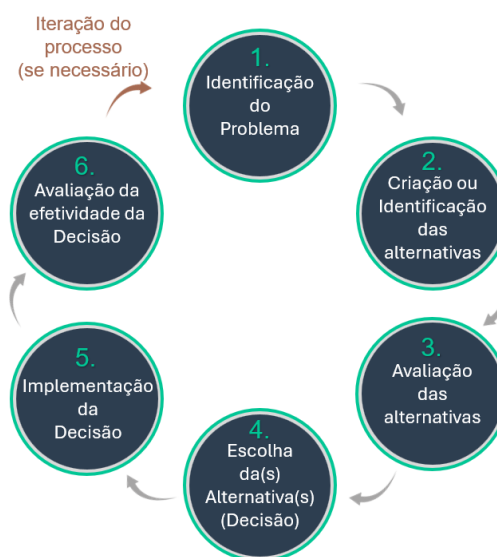 Iteração do
processo
(se necessário)
1.
Identificação
do
Problema
2.
Criação ou
Identificação
das
alternativas
3.
Avaliação
das
alternativas
4.
Escolha
da(s)
Alternativa(s)
(Decisão)
5.
Implementação
da
Decisão
6.
Avaliação da
efetividade da
Decisão